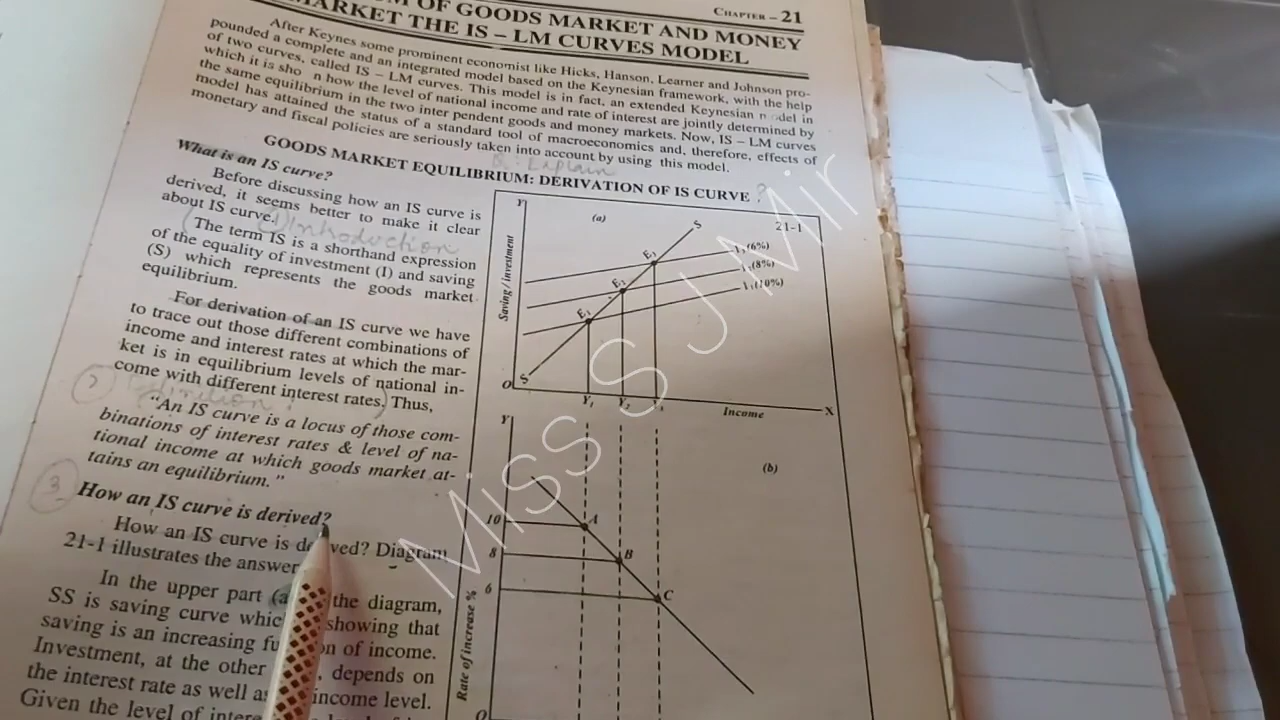 CHAPTER – 21
OF GOODS MARKET AND MONEY
MARKET THE IS – LM CURVES MODEL
After Keynes some prominent economist like Hicks, Hanson, Learner and Johnson pro-
pounded a complete and an integrated model based on the Keynesian framework, with the help
of two curves, called IS – LM curves. This model is in fact, an extended Keynesian model in
which it is sho n how the level of national income and rate of interest are jointly determined by
the same equilibrium in the two inter pendent goods and money markets. Now, IS – LM curves
model has attained the status of a standard tool of macroeconomics and, therefore, effects of
monetary and fiscal policies are seriously taken into account by using this model.
Q: Explain
GOODS MARKET EQUILIBRIUM: DERIVATION OF IS CURVE ?
What is an IS curve?
Before discussing how an IS curve is
derived, it seems better to make it clear
about IS curve.
① Introduction
The term IS is a shorthand expression
of the equality of investment (I) and saving
(S) which represents the goods market
equilibrium.
For derivation of an IS curve we have
to trace out those different combinations of
income and interest rates at which the mar-
ket is in equilibrium levels of national in-
come with different interest rates. Thus,
2 Definition:
"An IS curve is a locus of those com-
binations of interest rates & level of na-
tional income at which goods market at-
tains an equilibrium."
3 How an IS curve is derived?
How an IS curve is de ved? Diagram
21-1 illustrates the answer
In the upper part (a the diagram,
SS is saving curve whic showing that
saving is an increasing fu on of income.
Investment, at the other , depends on
the interest rate as well as income level.
Given the level of inter
Y
(a)
S
21-1
Saving / investment
E₃
(6%)
E₂
(8%)
E₁
I₁(10%)
S
O
Y₁
Y₂
Income
X
Y
(b)
10
A
8
B
6
C
Rate of increase %
O
Miss S J Mir